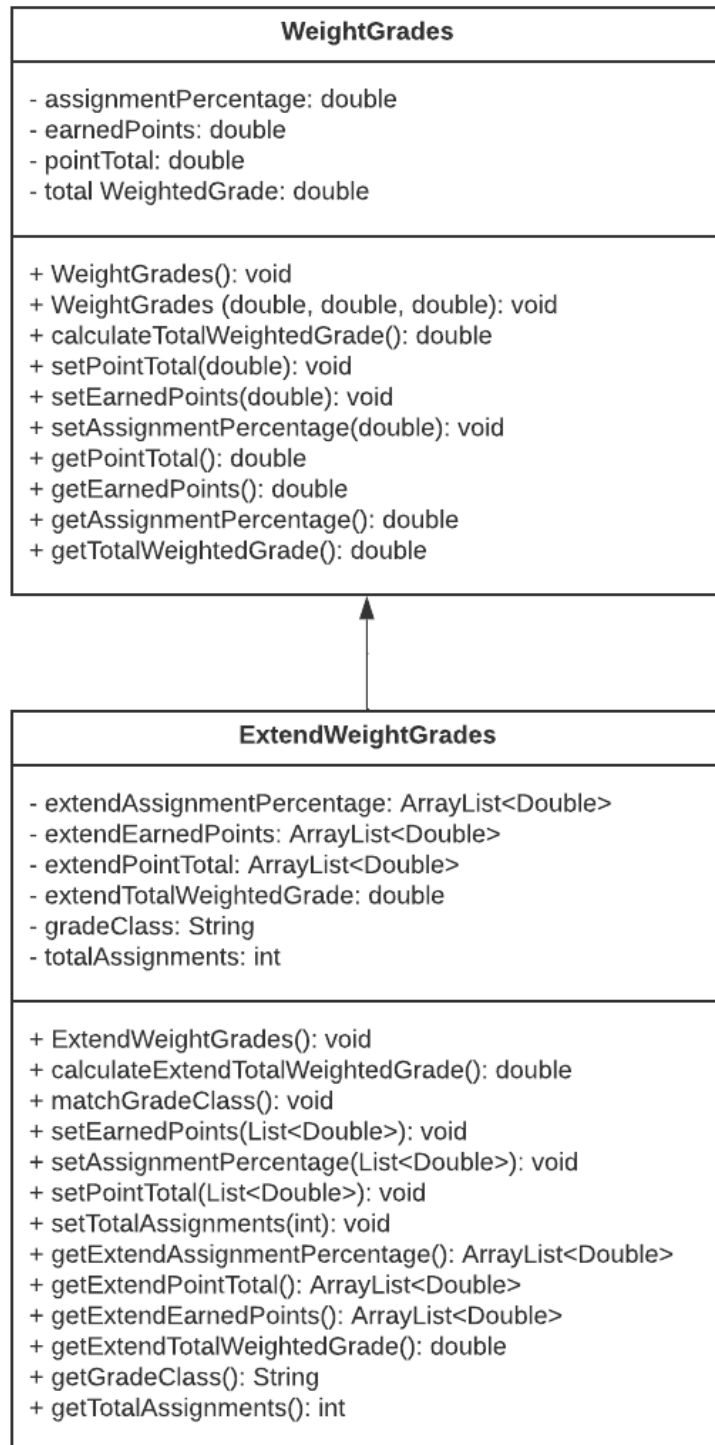 WeightGrades
- assignmentPercentage: double
- earnedPoints: double
- pointTotal: double
- total WeightedGrade: double
+ WeightGrades(): void
+ WeightGrades (double, double, double): void
+ calculateTotalWeightedGrade(): double
+ setPointTotal(double): void
+ setEarnedPoints(double): void
+ setAssignmentPercentage(double): void
+ getPointTotal(): double
+ getEarnedPoints(): double
+ getAssignmentPercentage(): double
+ getTotalWeightedGrade(): double
ExtendWeightGrades
- extendAssignmentPercentage: ArrayList<Double>
- extendEarnedPoints: ArrayList<Double>
- extendPointTotal: ArrayList<Double>
- extendTotalWeightedGrade: double
- gradeClass: String
- totalAssignments: int
+ ExtendWeightGrades(): void
+ calculateExtendTotalWeightedGrade(): double
+ matchGradeClass(): void
+ setEarnedPoints(List<Double>): void
+ setAssignmentPercentage(List<Double>): void
+ setPointTotal(List<Double>): void
+ setTotalAssignments(int): void
+ getExtendAssignmentPercentage(): ArrayList<Double>
+ getExtendPointTotal(): ArrayList<Double>
+ getExtendEarnedPoints(): ArrayList<Double>
+ getExtendTotalWeightedGrade(): double
+ getGradeClass(): String
+ getTotalAssignments(): int